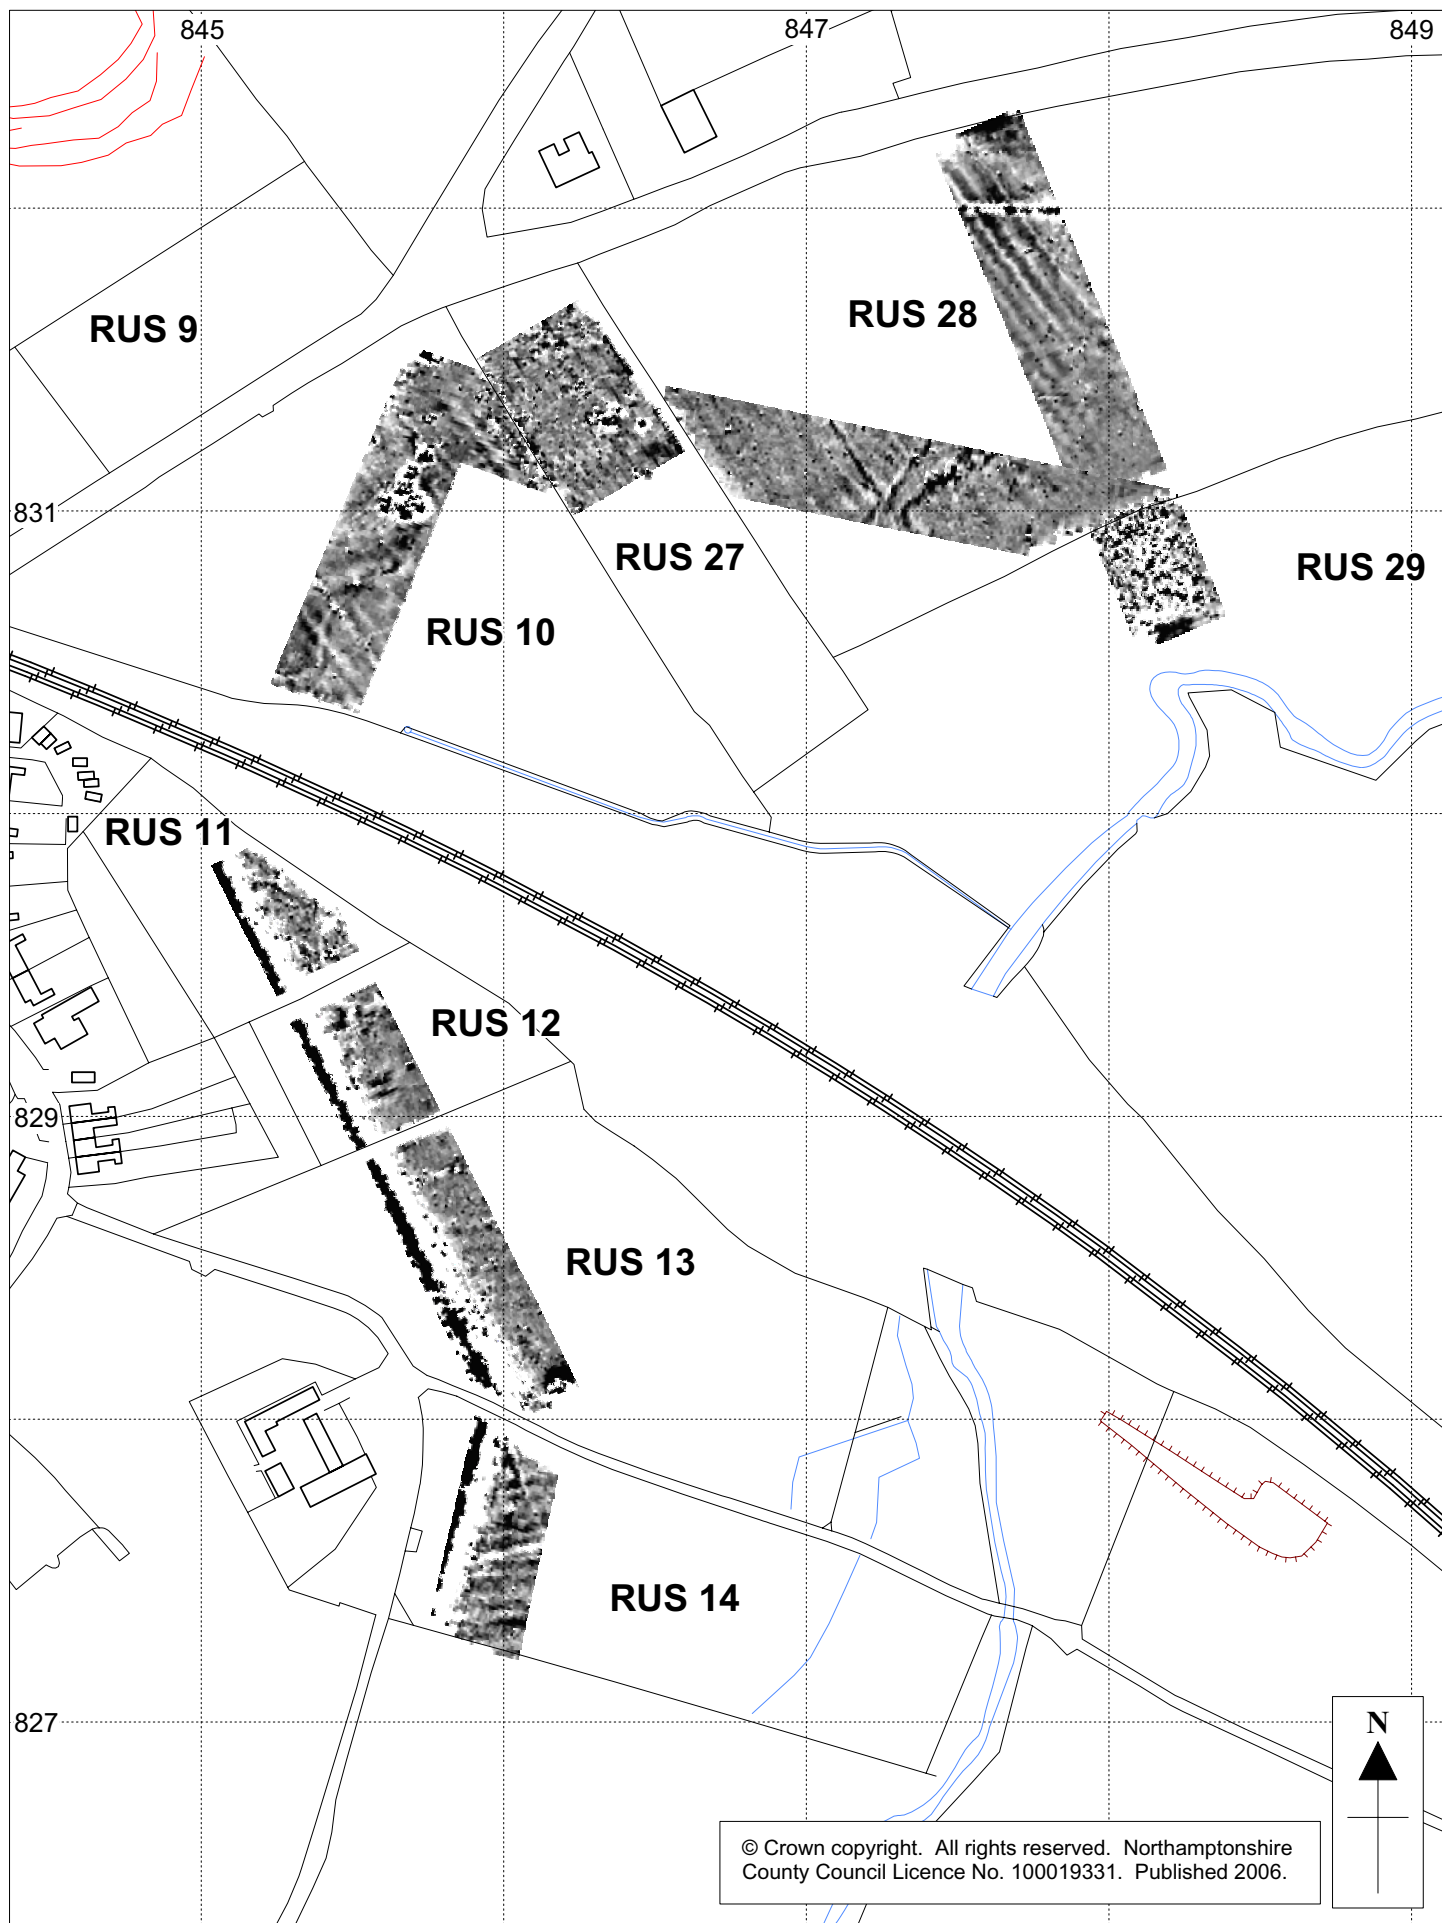 845
847
849
RUS 28
RUS 9
831
RUS 27
RUS 29
RUS 10
RUS 11
RUS 12
829
RUS 13
RUS 14
827
N
© Crown copyright. All rights reserved. Northamptonshire
County Council Licence No. 100019331. Published 2006.